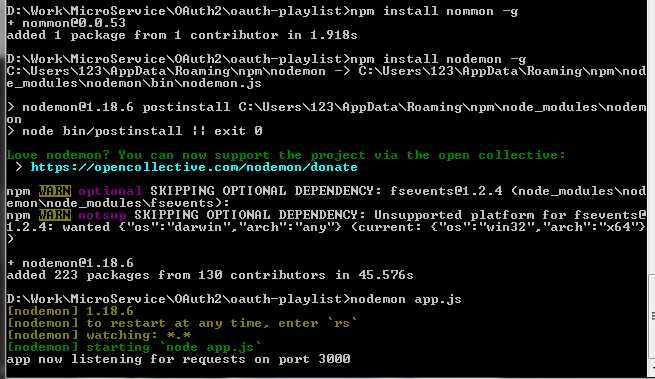 D:\Work\MicroService\OAuth2\oauth-playlist>npm install nommon -g
+ nommon@0.0.53
added 1 package from 1 contributor in 1.918s
D:\Work\MicroService\OAuth2\oauth-playlist>npm install nodemon -g
C:\Users\123\AppData\Roaming\npm\nodemon -> C:\Users\123\AppData\Roaming\npm\nod
e_modules\nodemon\bin\nodemon.js
> nodemon@1.18.6 postinstall C:\Users\123\AppData\Roaming\npm\node_modules\nodem
on
> node bin/postinstall || exit 0
Love nodemon? You can now support the project via the open collective:
> https://opencollective.com/nodemon/donate
npm WARN optional SKIPPING OPTIONAL DEPENDENCY: fsevents@1.2.4 (node_modules\nod
emon\node_modules\fsevents):
npm WARN notsup SKIPPING OPTIONAL DEPENDENCY: Unsupported platform for fsevents@
1.2.4: wanted {"os":"darwin","arch":"any"} (current: {"os":"win32","arch":"x64"}
)
+ nodemon@1.18.6
added 223 packages from 130 contributors in 45.576s
D:\Work\MicroService\OAuth2\oauth-playlist>nodemon app.js
[nodemon] 1.18.6
[nodemon] to restart at any time, enter `rs`
[nodemon] watching: *.*
[nodemon] starting `node app.js`
app now listening for requests on port 3000